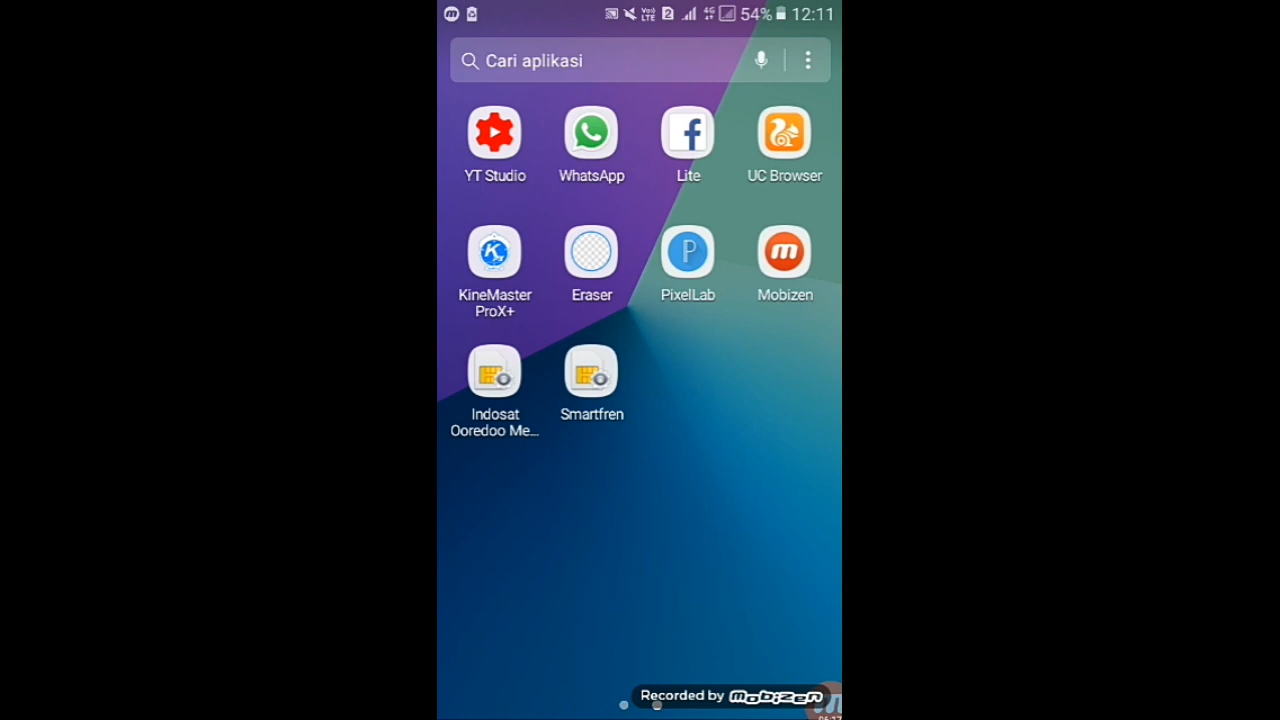 54% 12:11
Cari aplikasi
YT Studio
WhatsApp
Lite
UC Browser
KineMaster
ProX+
Eraser
PixelLab
Mobizen
Indosat
Ooredoo Me...
Smartfren
Recorded by mobizen